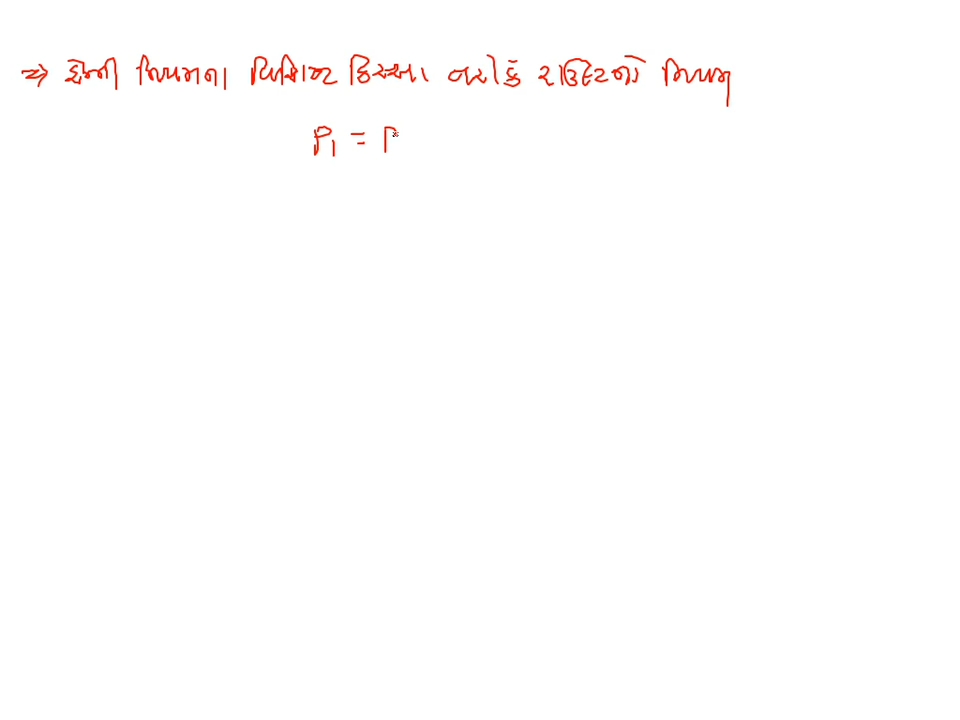 ⇒ હેન્રી નિયમના વિશિષ્ટ કિસ્સા તરીકે રાઉલ્ટનો નિયમ
P₁ = P